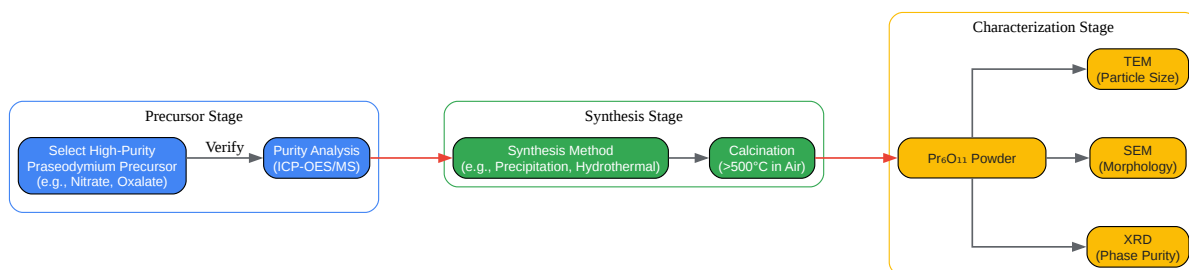 Precursor Stage
Select High-Purity
Praseodymium Precursor
(e.g., Nitrate, Oxalate)
Verify
Purity Analysis
(ICP-OES/MS)
Synthesis Stage
Synthesis Method
(e.g., Precipitation, Hydrothermal)
Calcination
(>500°C in Air)
Characterization Stage
Pr₆O₁₁ Powder
TEM
(Particle Size)
SEM
(Morphology)
XRD
(Phase Purity)